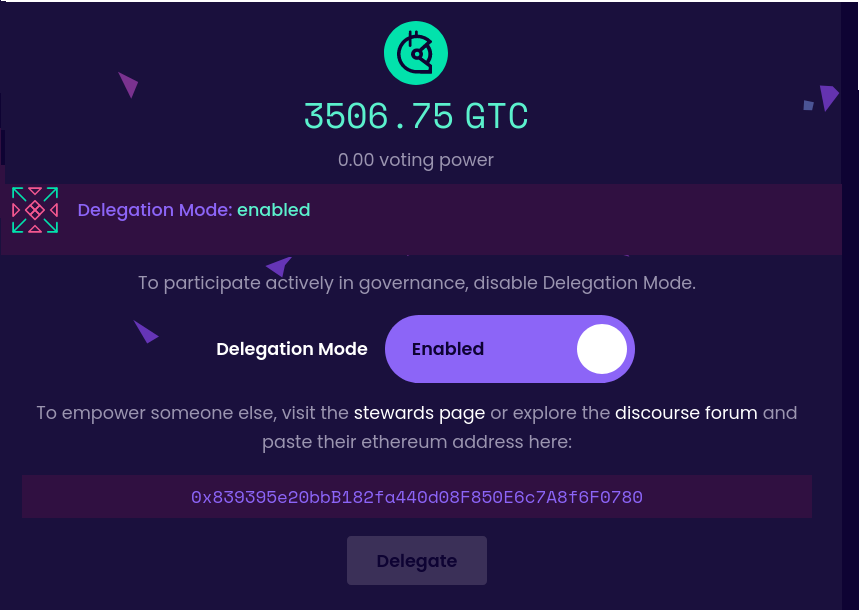 3506.75 GTC
0.00 voting power
Delegation Mode: enabled
To participate actively in governance, disable Delegation Mode.
Delegation Mode Enabled
To empower someone else, visit the stewards page or explore the discourse forum and
paste their ethereum address here:
0x839395e20bbB182fa440d08F850E6c7A8f6F0780
Delegate